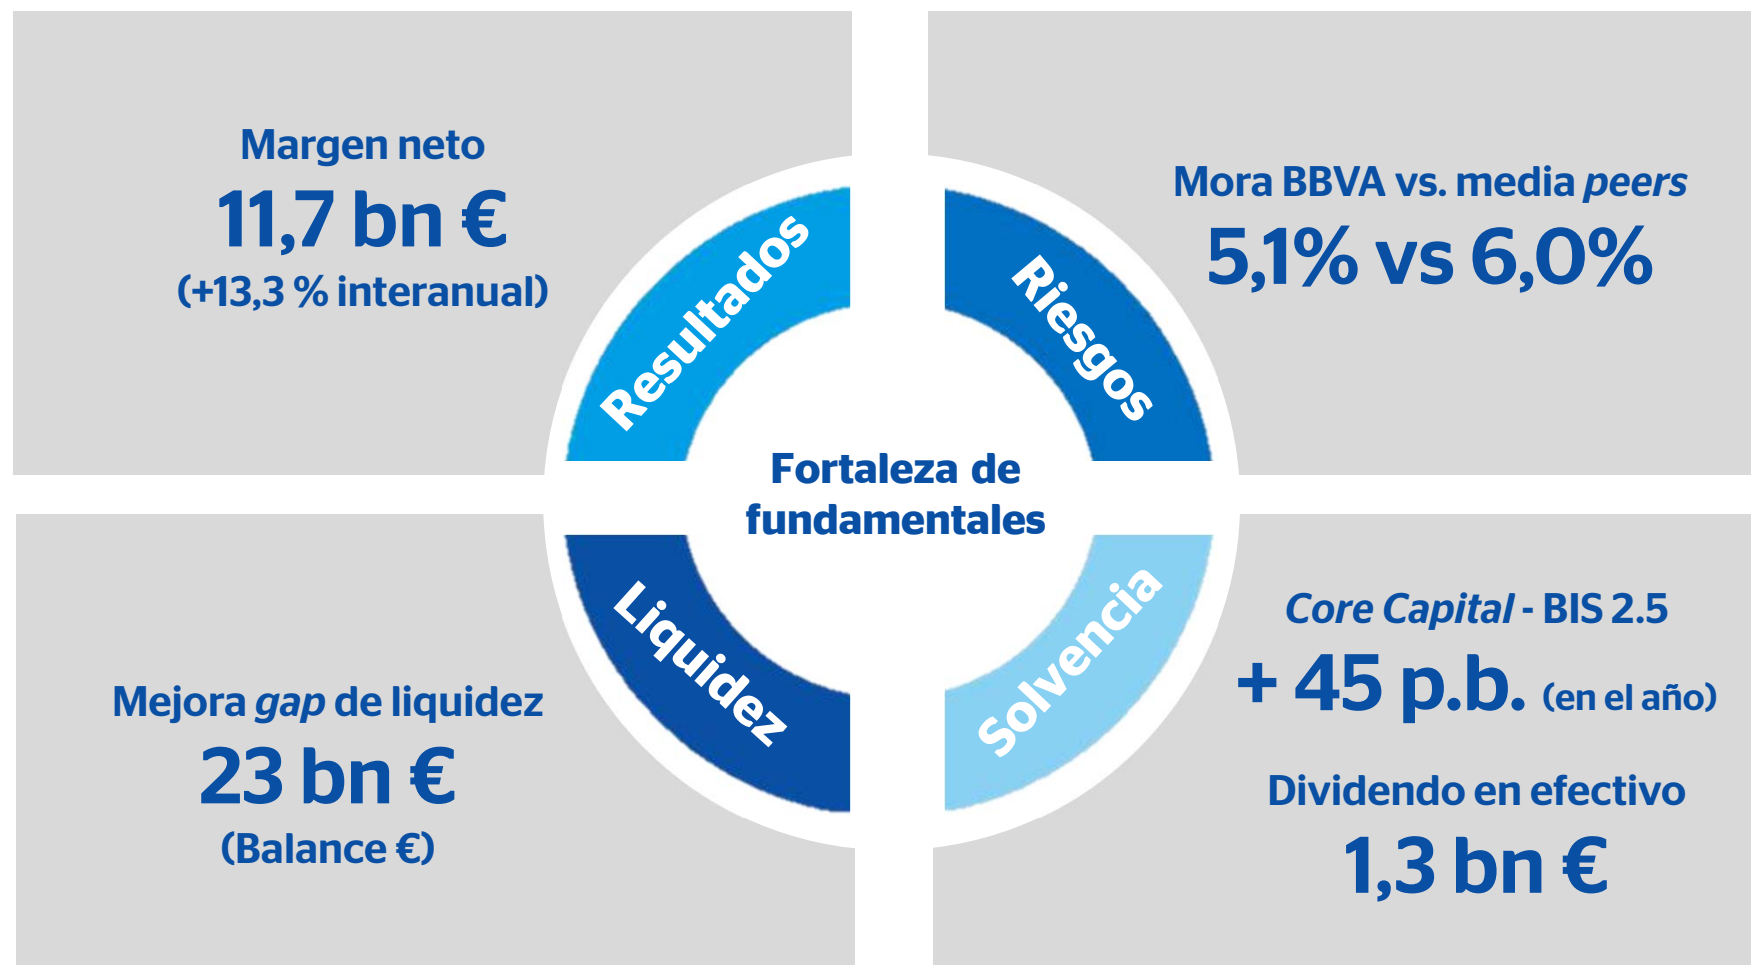 Margen neto
11,7 bn €
(+13,3 % interanual)
Resultados
Mora BBVA vs. media peers
5,1% vs 6,0%
Riesgos
Fortaleza de
fundamentales
Mejora gap de liquidez
23 bn €
(Balance €)
Liquidez
Core Capital - BIS 2.5
+ 45 p.b. (en el año)
Dividendo en efectivo
1,3 bn €
Solvencia